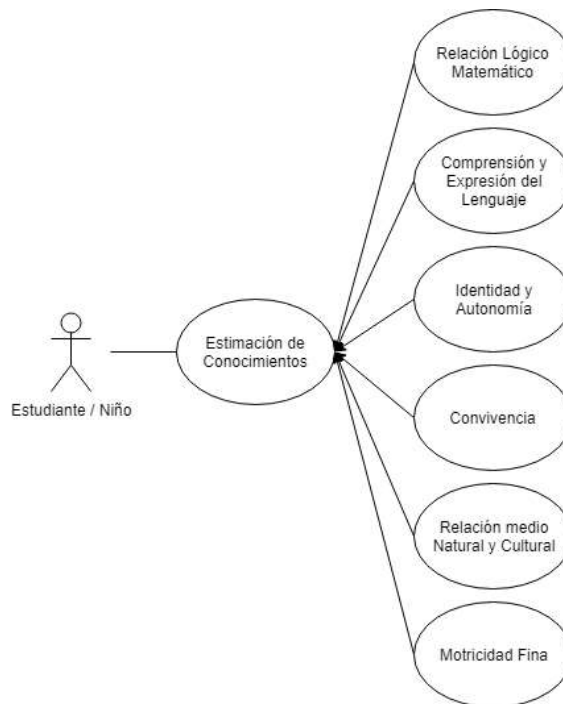 Relación Lógico
Matemático
Comprensión y
Expresión del
Lenguaje
Identidad y
Autonomía
Estimación de
Conocimientos
Estudiante / Niño
Convivencia
Relación medio
Natural y Cultural
Motricidad Fina